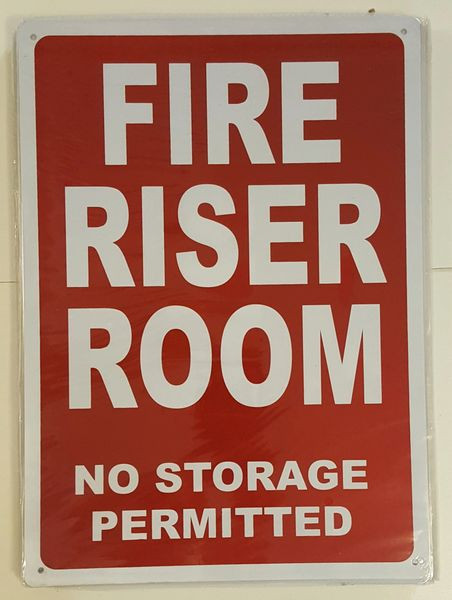 FIRE
RISER
ROOM
NO STORAGE
PERMITTED